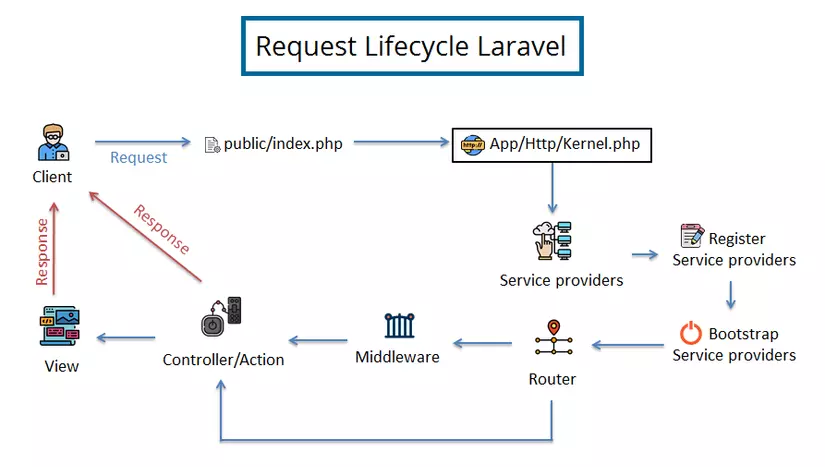 Request Lifecycle Laravel
Client
Request
public/index.php
http://
App/Http/Kernel.php
Response
Response
Service providers
Register
Service providers
Bootstrap
Service providers
Router
Middleware
Controller/Action
View